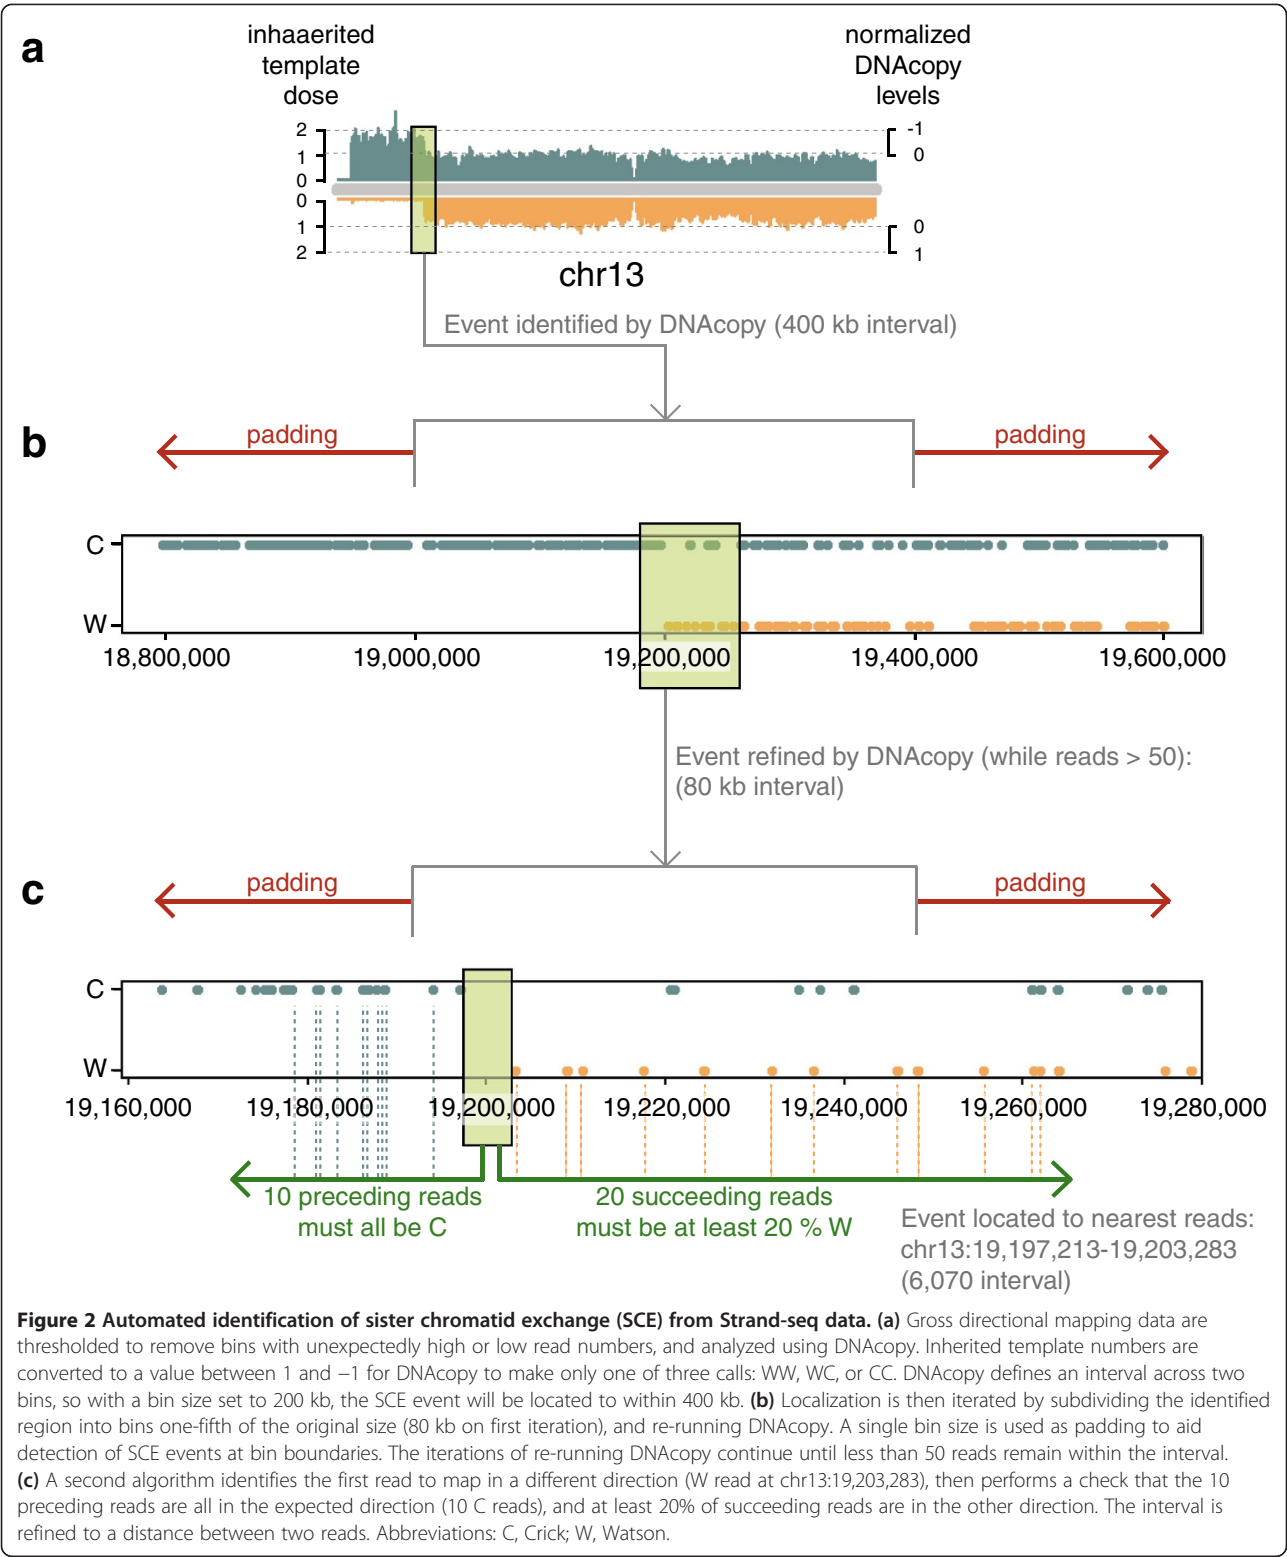 a
inhaaerited
template
dose
normalized
DNAcopy
levels
2
1
0
0
1
2
-1
0
0
1
chr13
Event identified by DNAcopy (400 kb interval)
b
padding
padding
C
W
18,800,000
19,000,000
19,200,000
19,400,000
19,600,000
Event refined by DNAcopy (while reads > 50):
(80 kb interval)
c
padding
padding
C
W
19,160,000
19,180,000
19,200,000
19,220,000
19,240,000
19,260,000
19,280,000
10 preceding reads
must all be C
20 succeeding reads
must be at least 20 % W
Event located to nearest reads:
chr13:19,197,213-19,203,283
(6,070 interval)
Figure 2 Automated identification of sister chromatid exchange (SCE) from Strand-seq data. (a) Gross directional mapping data are
thresholded to remove bins with unexpectedly high or low read numbers, and analyzed using DNAcopy. Inherited template numbers are
converted to a value between 1 and −1 for DNAcopy to make only one of three calls: WW, WC, or CC. DNAcopy defines an interval across two
bins, so with a bin size set to 200 kb, the SCE event will be located to within 400 kb. (b) Localization is then iterated by subdividing the identified
region into bins one-fifth of the original size (80 kb on first iteration), and re-running DNAcopy. A single bin size is used as padding to aid
detection of SCE events at bin boundaries. The iterations of re-running DNAcopy continue until less than 50 reads remain within the interval.
(c) A second algorithm identifies the first read to map in a different direction (W read at chr13:19,203,283), then performs a check that the 10
preceding reads are all in the expected direction (10 C reads), and at least 20% of succeeding reads are in the other direction. The interval is
refined to a distance between two reads. Abbreviations: C, Crick; W, Watson.